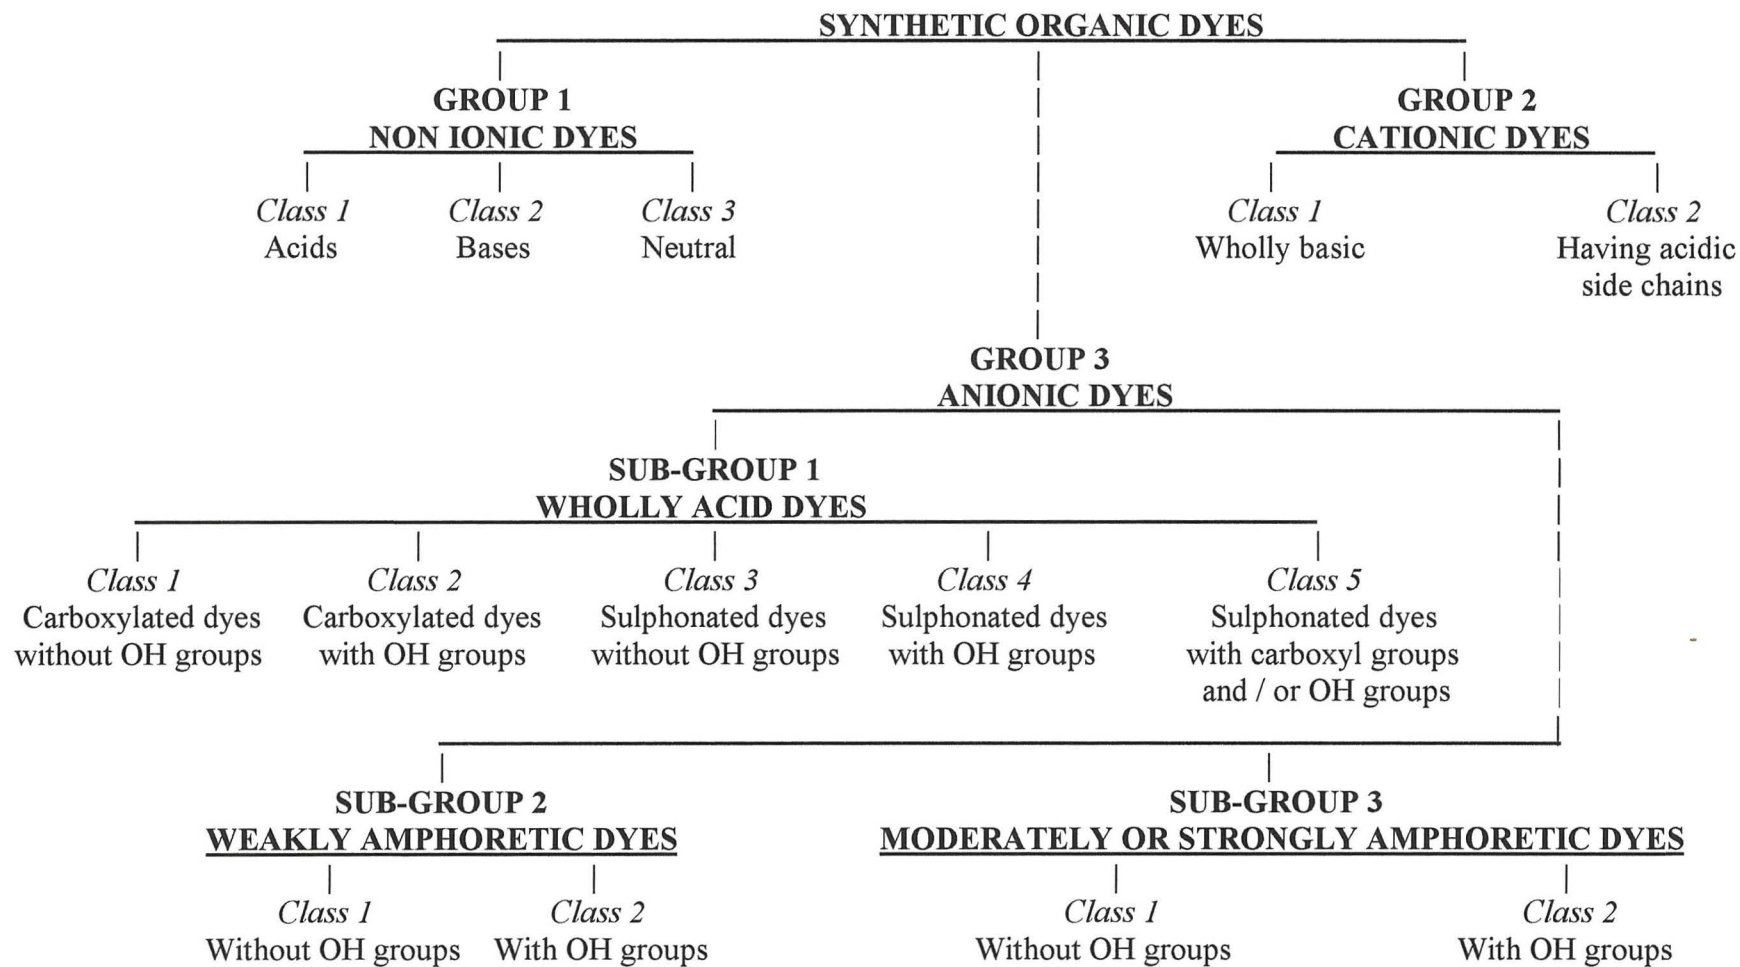 SYNTHETIC ORGANIC DYES
GROUP 1
NON IONIC DYES
Class 1
Acids
Class 2
Bases
Class 3
Neutral
GROUP 2
CATIONIC DYES
Class 1
Wholly basic
Class 2
Having acidic
side chains
GROUP 3
ANIONIC DYES
SUB-GROUP 1
WHOLLY ACID DYES
Class 1
Carboxylated dyes
without OH groups
Class 2
Carboxylated dyes
with OH groups
Class 3
Sulphonated dyes
without OH groups
Class 4
Sulphonated dyes
with OH groups
Class 5
Sulphonated dyes
with carboxyl groups
and / or OH groups
SUB-GROUP 2
WEAKLY AMPHORETIC DYES
Class 1
Without OH groups
Class 2
With OH groups
SUB-GROUP 3
MODERATELY OR STRONGLY AMPHORETIC DYES
Class 1
Without OH groups
Class 2
With OH groups